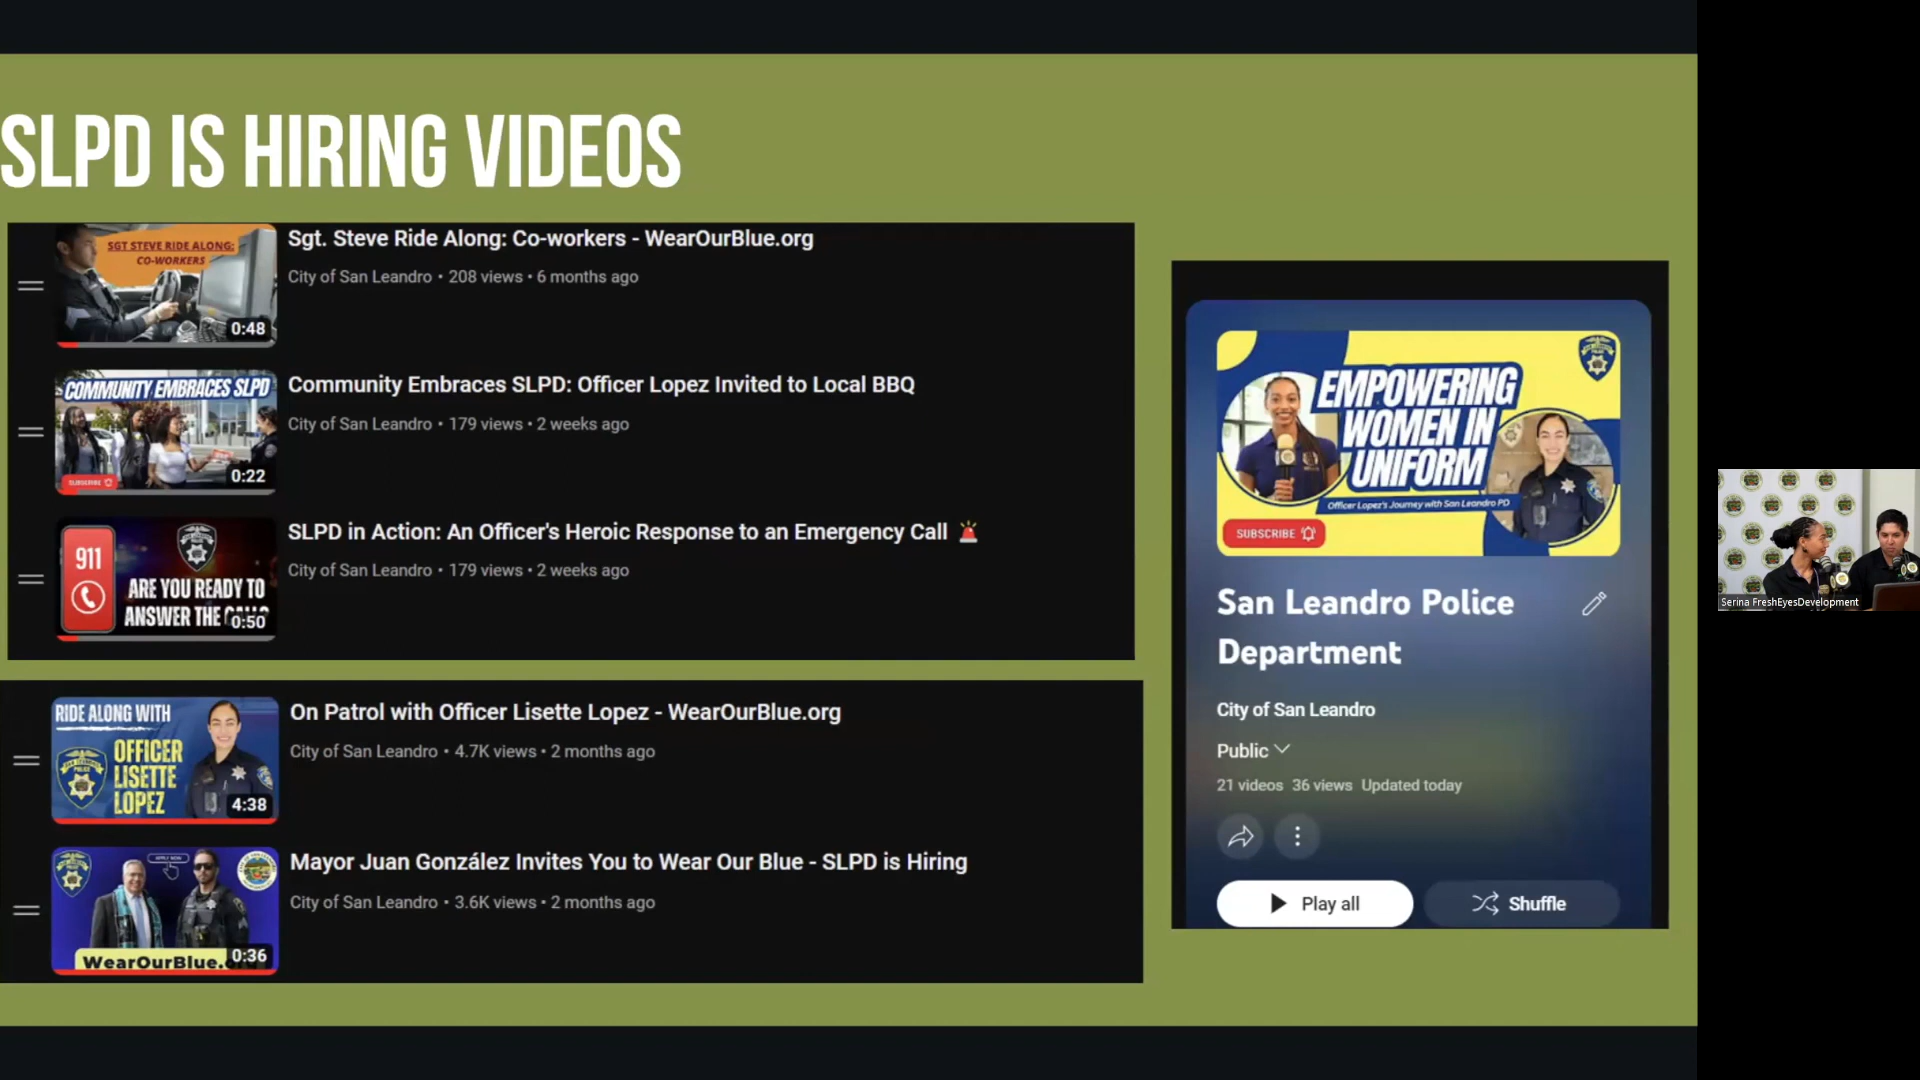 SLPD IS HIRING VIDEOS
SGT STEVE RIDE ALONG:
CO-WORKERS
0:48
Sgt. Steve Ride Along: Co-workers - WearOurBlue.org
City of San Leandro • 208 views • 6 months ago
COMMUNITY EMBRACES SLPD
SUBSCRIBE
0:22
Community Embraces SLPD: Officer Lopez Invited to Local BBQ
City of San Leandro • 179 views • 2 weeks ago
911
ARE YOU READY TO
ANSWER THE
0:50
SLPD in Action: An Officer's Heroic Response to an Emergency Call 🚨
City of San Leandro • 179 views • 2 weeks ago
RIDE ALONG WITH
OFFICER
LISETTE
LOPEZ
4:38
On Patrol with Officer Lisette Lopez - WearOurBlue.org
City of San Leandro • 4.7K views • 2 months ago
APPLY NOW
WearOurBlue.
0:36
Mayor Juan González Invites You to Wear Our Blue - SLPD is Hiring
City of San Leandro • 3.6K views • 2 months ago
EMPOWERING
WOMEN IN
UNIFORM
Officer Lopez's Journey with San Leandro PD
SUBSCRIBE
San Leandro Police
Department
City of San Leandro
Public
21 videos 36 views Updated today
Play all
Shuffle
Serina FreshEyesDevelopment